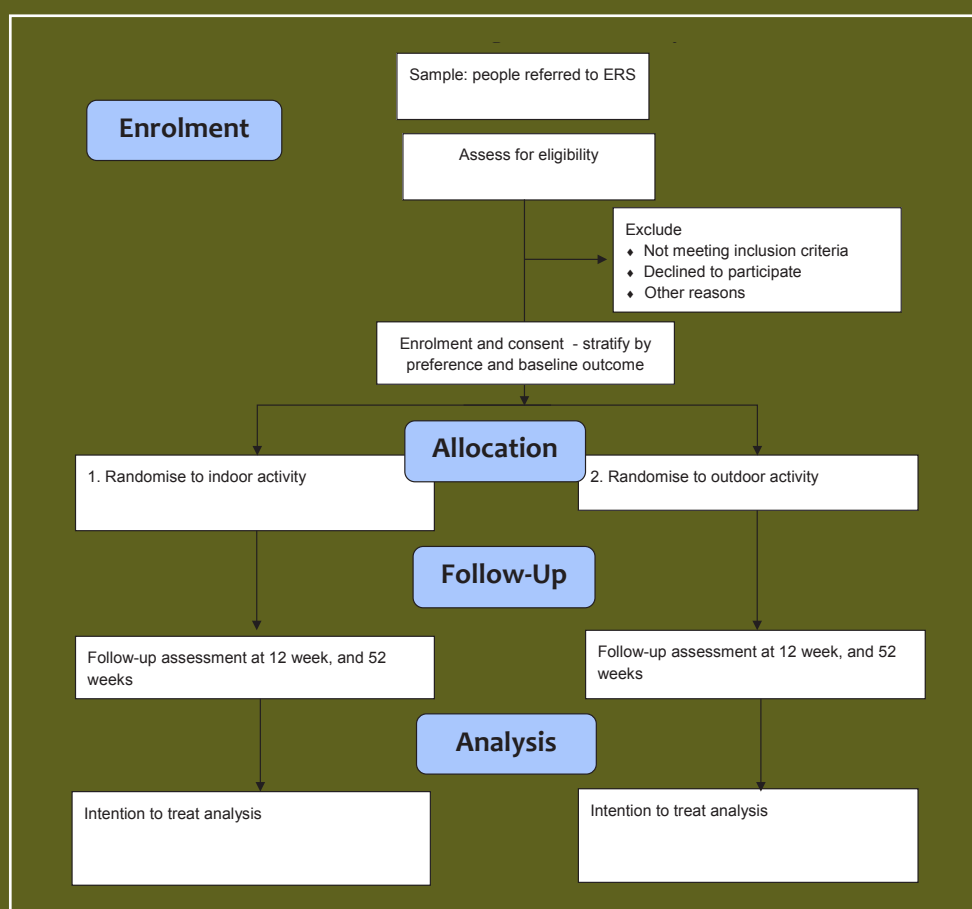 Sample: people referred to ERS
Enrolment
Assess for eligibility
Exclude
♦ Not meeting inclusion criteria
♦ Declined to participate
♦ Other reasons
Enrolment and consent - stratify by
preference and baseline outcome
Allocation
1. Randomise to indoor activity
2. Randomise to outdoor activity
Follow-Up
Follow-up assessment at 12 week, and 52
weeks
Follow-up assessment at 12 week, and 52
weeks
Analysis
Intention to treat analysis
Intention to treat analysis